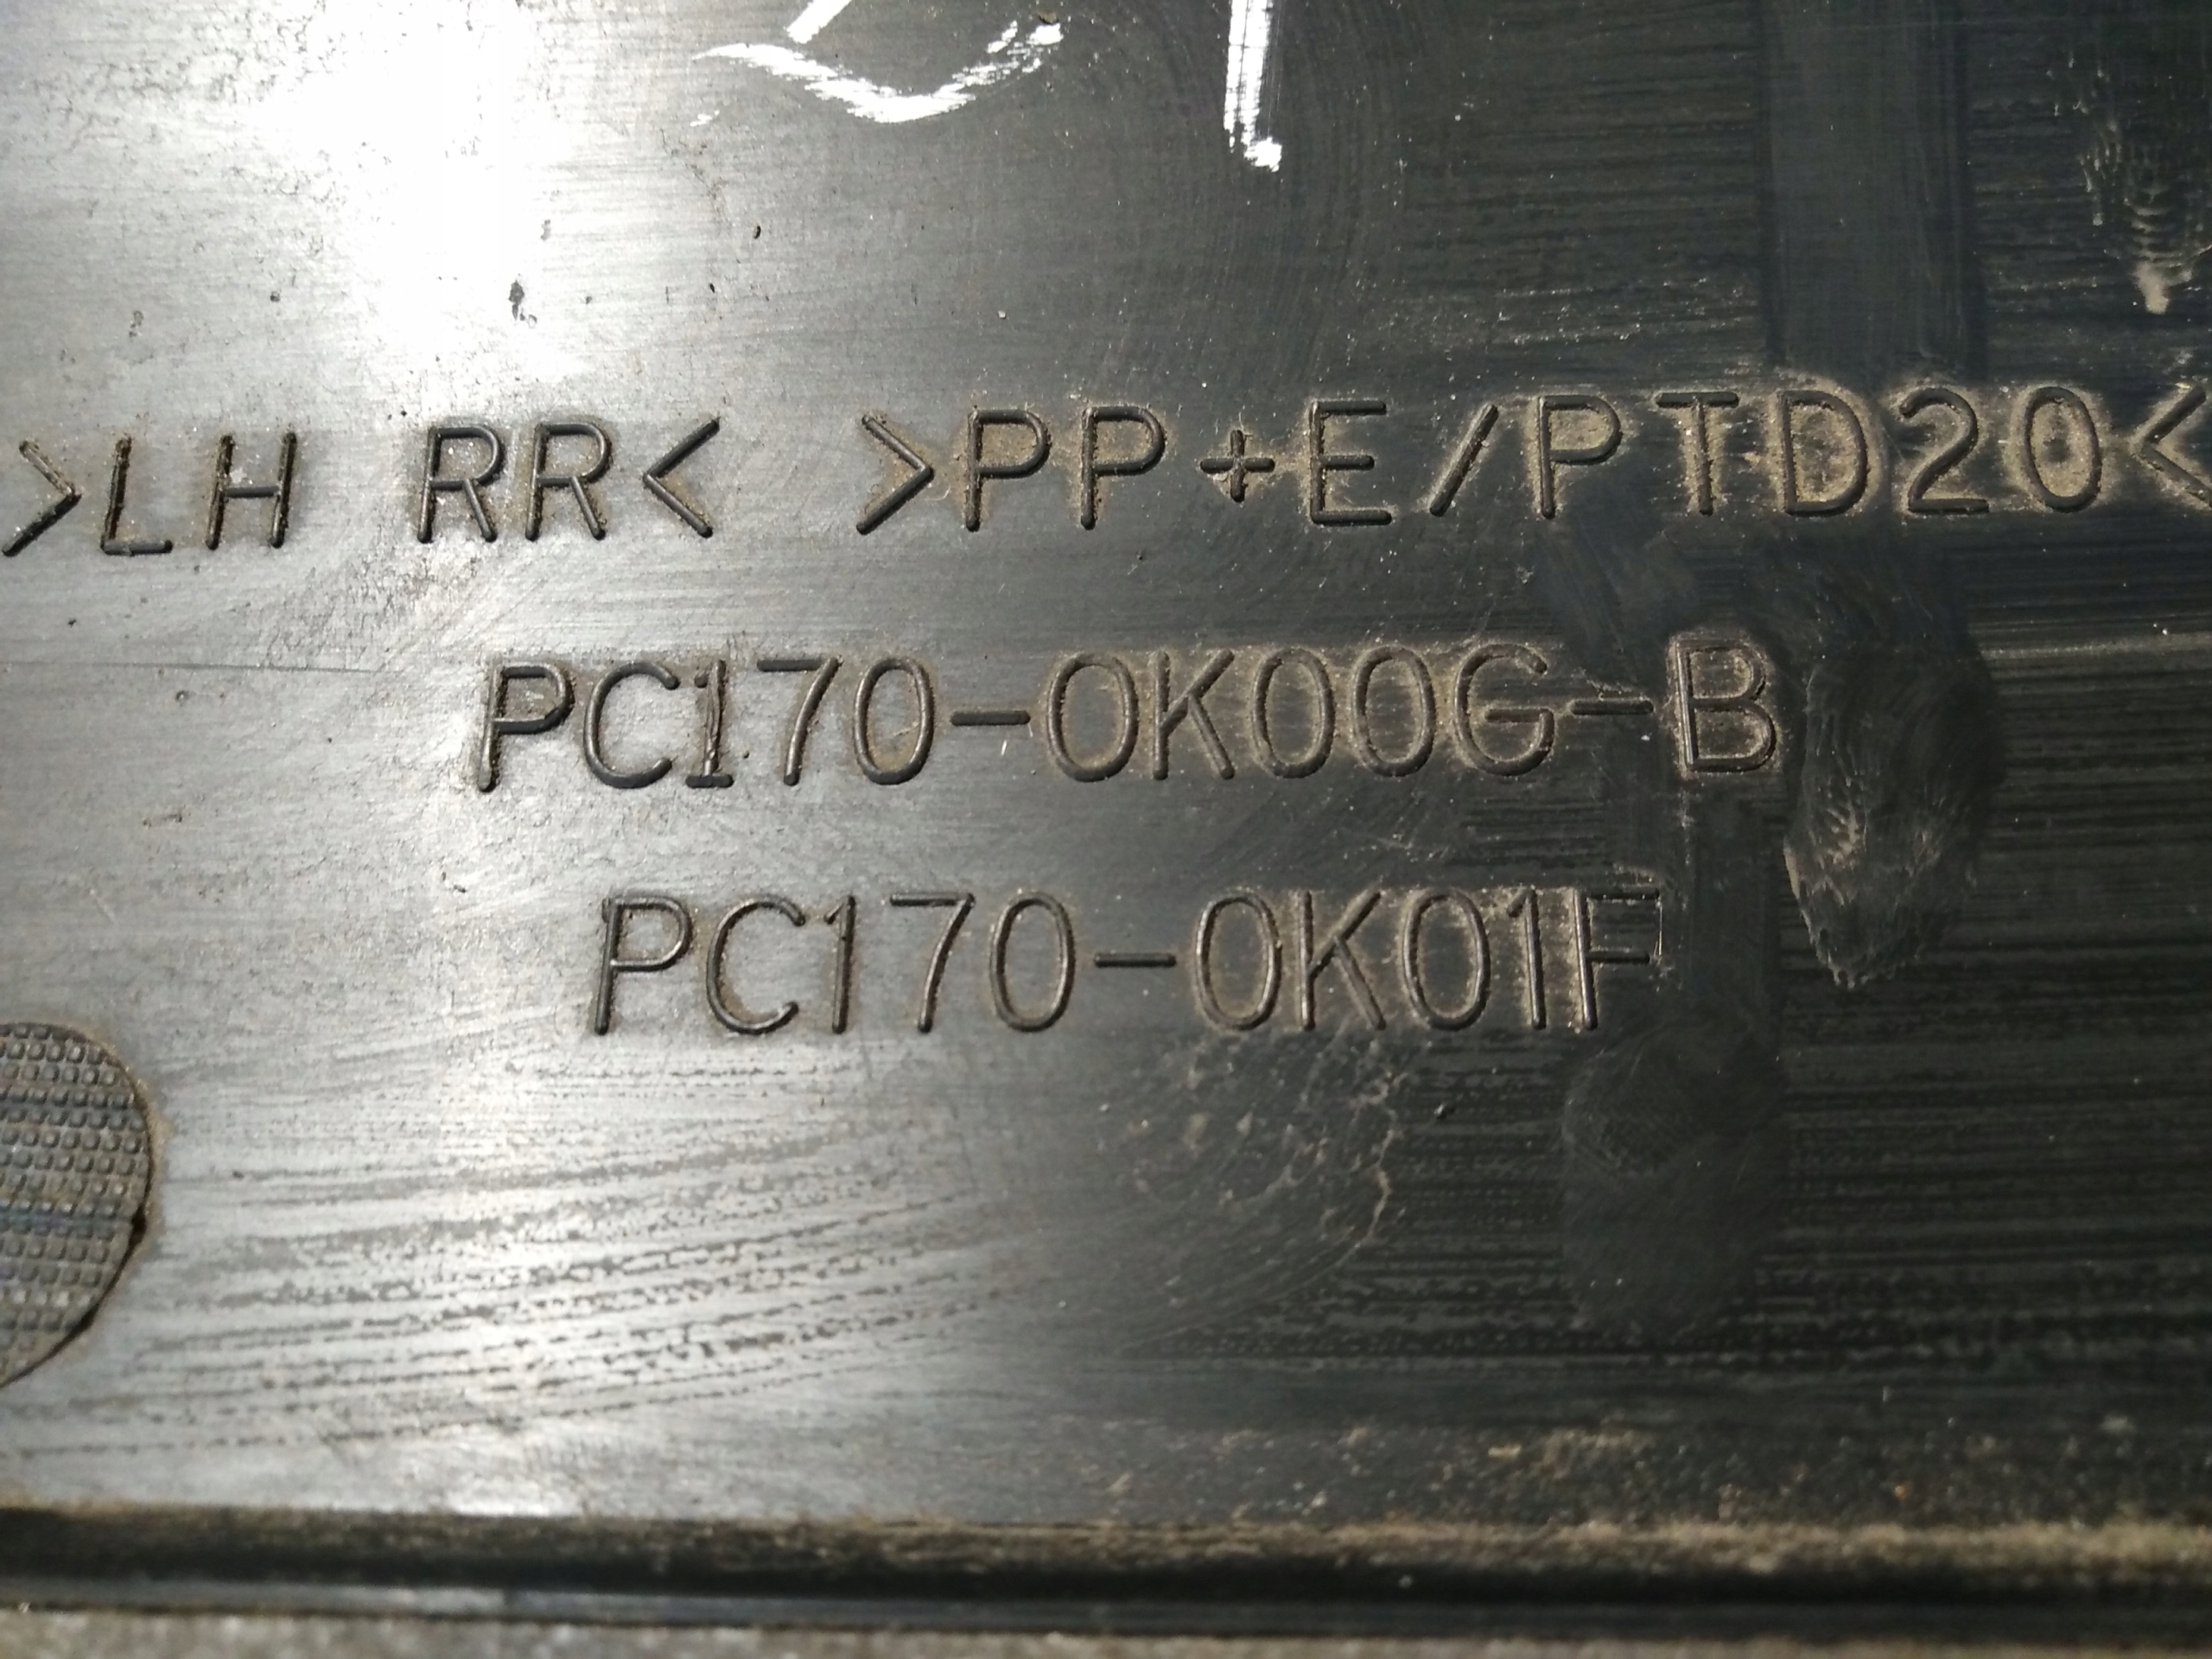 >LH RR< >PP+E/PTD20<
PC170-0K00G-B
PC170-0K01F